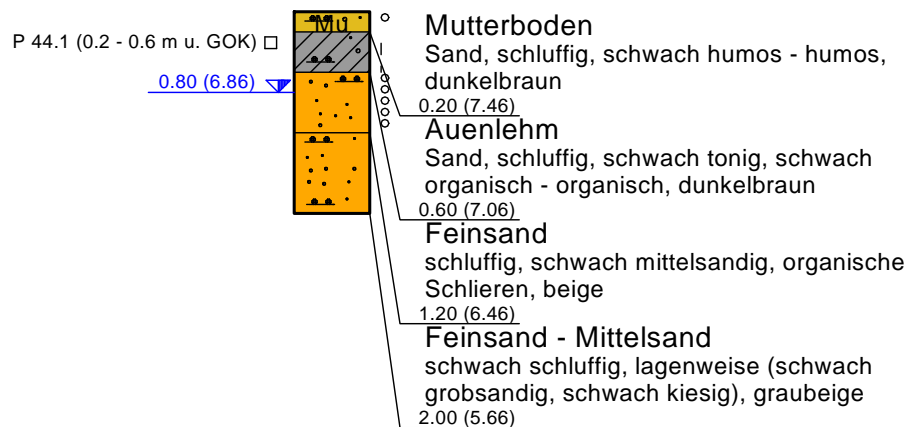 Mu
P 44.1 (0.2 - 0.6 m u. GOK)
0.80 (6.86)
Mutterboden
Sand, schluffig, schwach humos - humos,
dunkelbraun
0.20 (7.46)
Auenlehm
Sand, schluffig, schwach tonig, schwach
organisch - organisch, dunkelbraun
0.60 (7.06)
Feinsand
schluffig, schwach mittelsandig, organische
Schlieren, beige
1.20 (6.46)
Feinsand - Mittelsand
schwach schluffig, lagenweise (schwach
grobsandig, schwach kiesig), graubeige
2.00 (5.66)